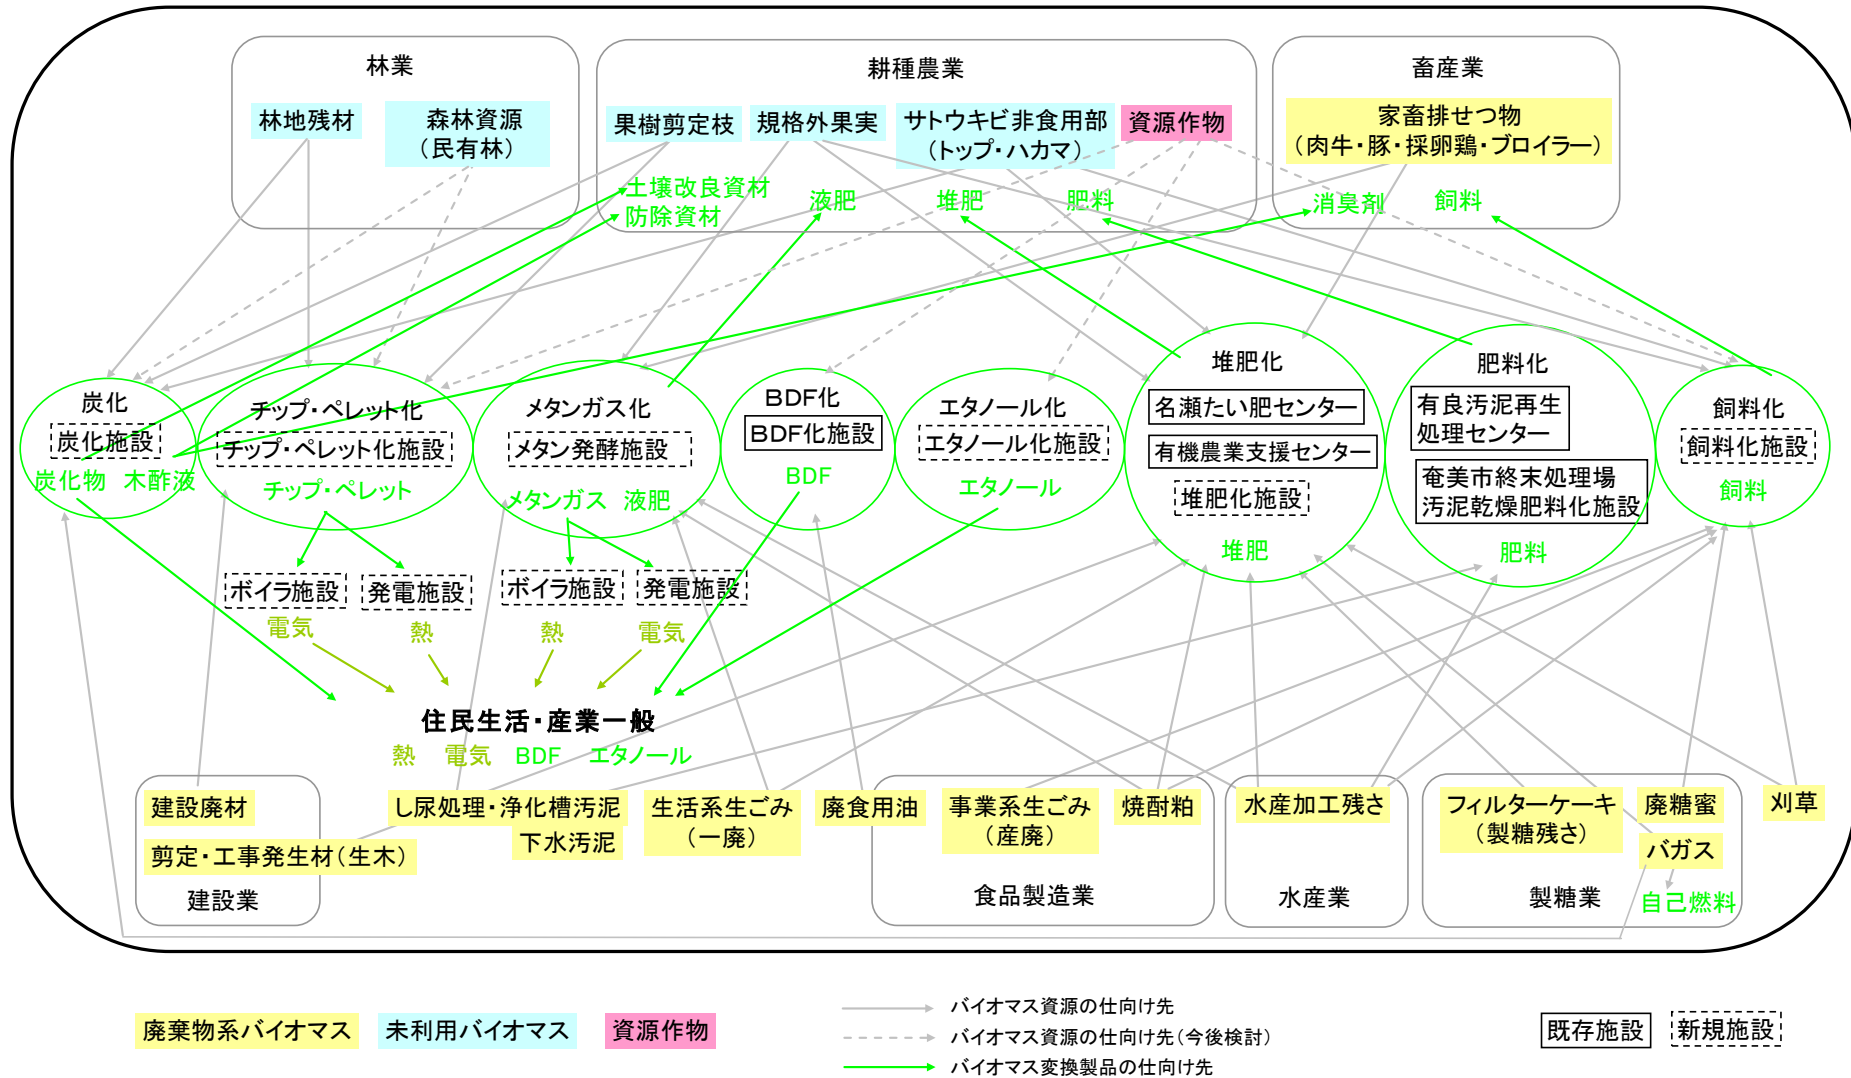 林業
耕種農業
畜産業
林地残材
森林資源
(民有林)
果樹剪定枝
規格外果実
サトウキビ非食用部
(トップ・ハカマ)
資源作物
家畜排せつ物
(肉牛・豚・採卵鶏・ブロイラー)
土壌改良資材
防除資材
液肥
堆肥
肥料
消臭剤
飼料
炭化
炭化施設
炭化物 木酢液
チップ・ペレット化
チップ・ペレット化施設
チップ・ペレット
メタンガス化
メタン発酵施設
メタンガス 液肥
BDF化
BDF化施設
BDF
エタノール化
エタノール化施設
エタノール
堆肥化
名瀬たい肥センター
有機農業支援センター
堆肥化施設
堆肥
肥料化
有良汚泥再生
処理センター
奄美市終末処理場
汚泥乾燥肥料化施設
肥料
飼料化
飼料化施設
飼料
ボイラ施設
発電施設
ボイラ施設
発電施設
電気
熱
熱
電気
住民生活・産業一般
熱 電気 BDF エタノール
建設廃材
剪定・工事発生材(生木)
建設業
し尿処理・浄化槽汚泥
下水汚泥
生活系生ごみ
(一廃)
廃食用油
事業系生ごみ
(産廃)
焼酎粕
食品製造業
水産加工残さ
水産業
フィルターケーキ
(製糖残さ)
廃糖蜜
バガス
自己燃料
製糖業
刈草
廃棄物系バイオマス
未利用バイオマス
資源作物
バイオマス資源の仕向け先
バイオマス資源の仕向け先(今後検討)
バイオマス変換製品の仕向け先
既存施設
新規施設